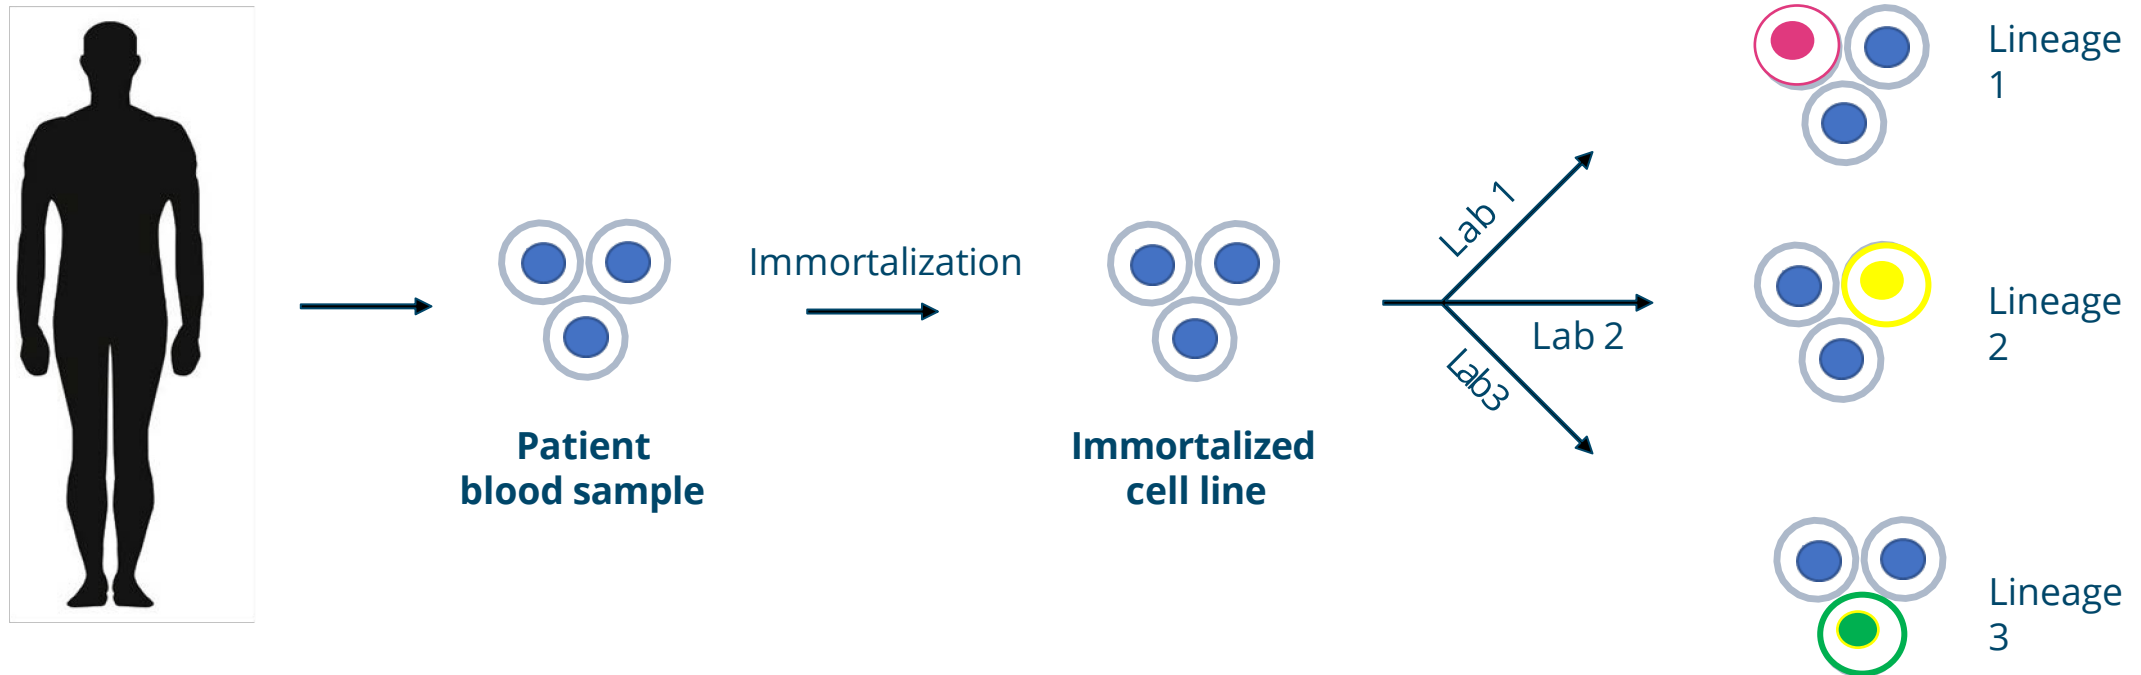 Immortalization
Patient
blood sample
Immortalized
cell line
Lab 1
Lab 2
Lab3
Lineage
1
Lineage
2
Lineage
3